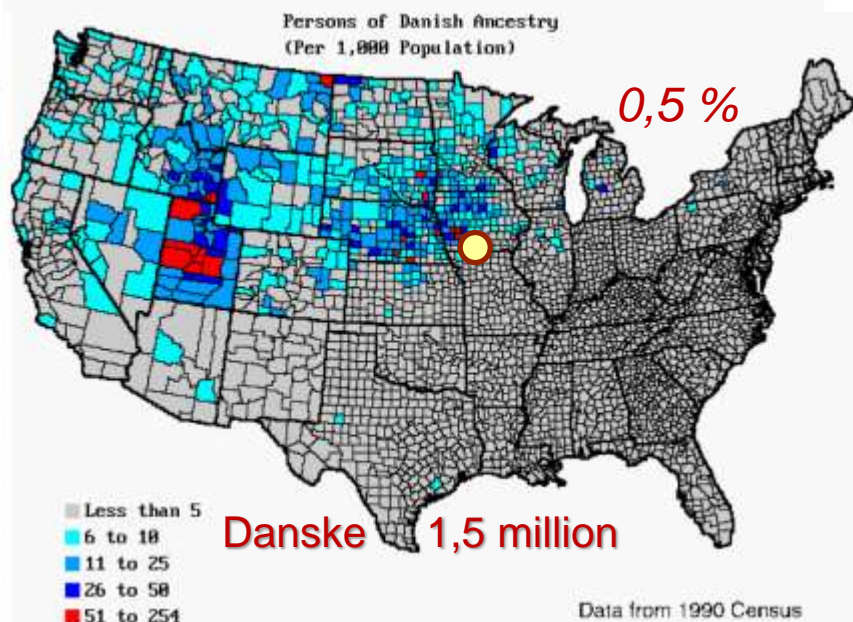 Persons of Danish Ancestry
(Per 1,000 Population)
0,5 %
Less than 5
6 to 10
11 to 25
26 to 50
51 to 254
Danske 1,5 million
Data from 1990 Census